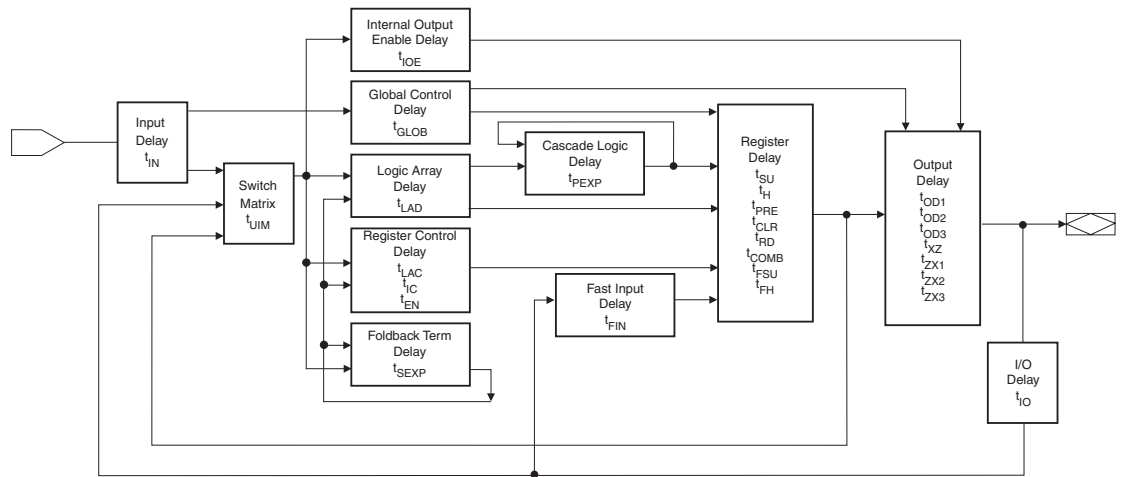 Internal Output
Enable Delay
tIOE
Global Control
Delay
tGLOB
Input
Delay
tIN
Switch
Matrix
tUIM
Logic Array
Delay
tLAD
Cascade Logic
Delay
tPEXP
Register Control
Delay
tLAC
tIC
tEN
Foldback Term
Delay
tSEXP
Fast Input
Delay
tFIN
Register
Delay
tSU
tH
tPRE
tCLR
tRD
tCOMB
tFSU
tFH
Output
Delay
tOD1
tOD2
tOD3
tXZ
tZX1
tZX2
tZX3
I/O
Delay
tIO